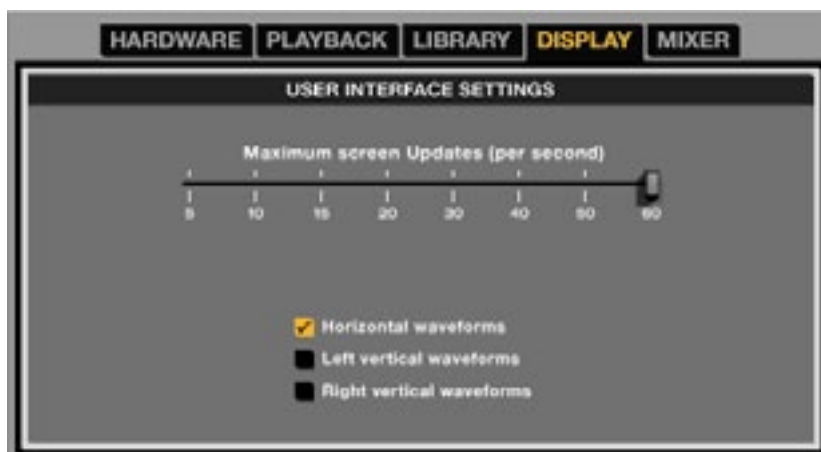 HARDWARE PLAYBACK LIBRARY DISPLAY MIXER
USER INTERFACE SETTINGS
Maximum screen Updates (per second)
5 10 15 20 30 40 50 60
Horizontal waveforms
Left vertical waveforms
Right vertical waveforms